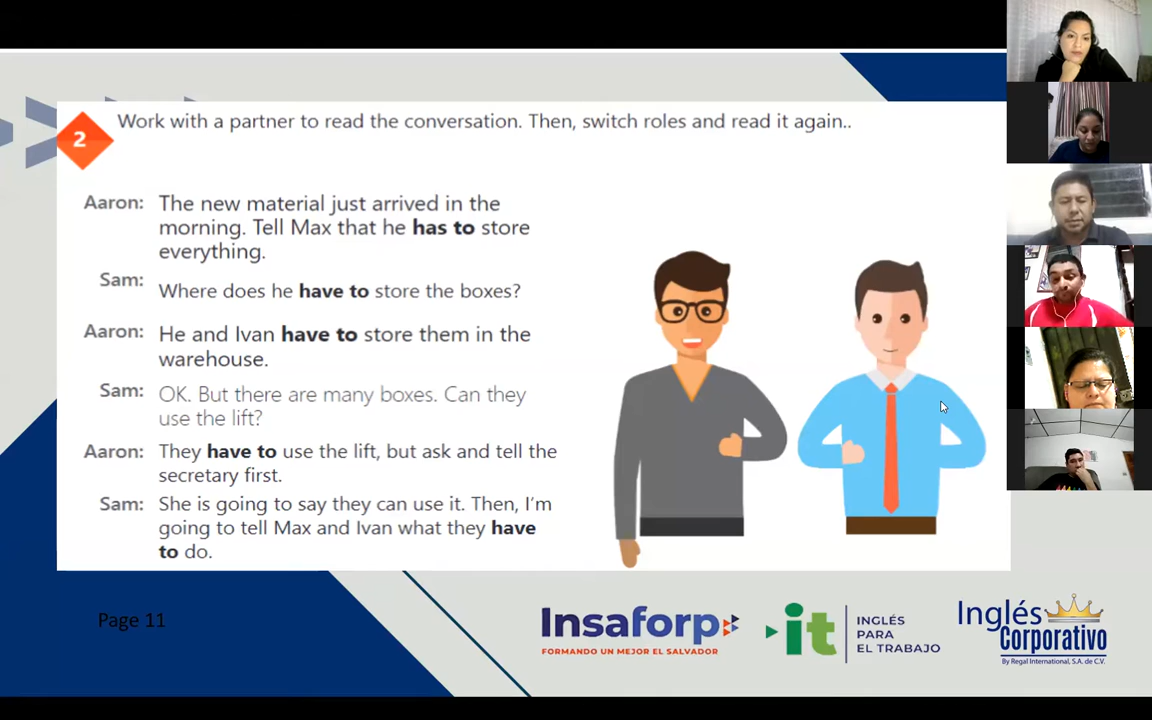 2
Work with a partner to read the conversation. Then, switch roles and read it again..
Aaron: The new material just arrived in the
morning. Tell Max that he has to store
everything.
Sam: Where does he have to store the boxes?
Aaron: He and Ivan have to store them in the
warehouse.
Sam: OK. But there are many boxes. Can they
use the lift?
Aaron: They have to use the lift, but ask and tell the
secretary first.
Sam: She is going to say they can use it. Then, I'm
going to tell Max and Ivan what they have
to do.
Page 11
Insaforp
FORMANDO UN MEJOR EL SALVADOR
it
INGLÉS
PARA
EL TRABAJO
Inglés
Corporativo
By Regal International, S.A. de C.V.